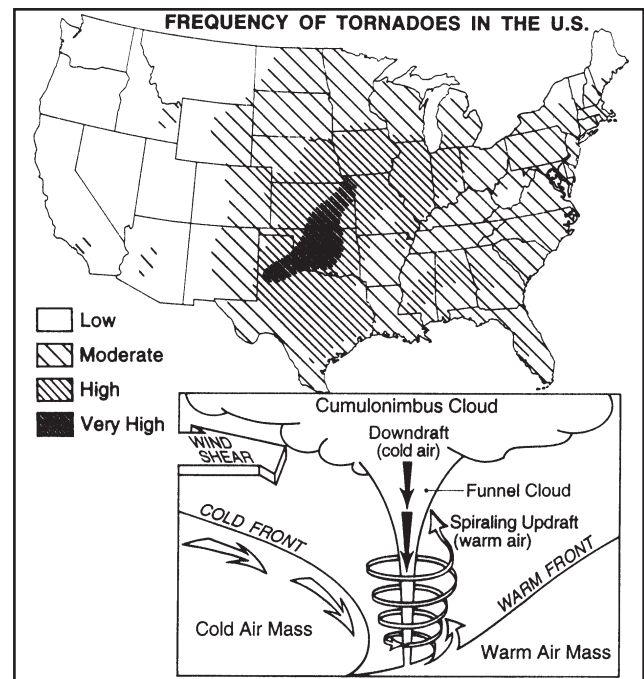 FREQUENCY OF TORNADOES IN THE U.S.
Low
Moderate
High
Very High
Cumulonimbus Cloud
Downdraft
(cold air)
WIND
SHEAR
Funnel Cloud
COLD FRONT
Spiraling Updraft
(warm air)
WARM FRONT
Cold Air Mass
Warm Air Mass